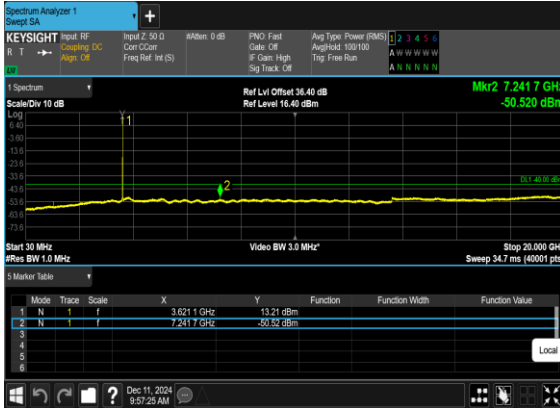 Spectrum Analyzer 1
Swept SA
+
KEYSIGHT
R T
LXI
Input: RF
Coupling: DC
Align: Off
Input Z: 50 Ω
Corr CCorr
Freq Ref: Int (S)
#Atten: 0 dB
PNO: Fast
Gate: Off
IF Gain: High
Sig Track: Off
Avg Type: Power (RMS)
Avg|Hold: 100/100
Trig: Free Run
1 2 3 4 5 6
A W W W W W
A N N N N N
1 Spectrum
Scale/Div 10 dB
Ref Lvl Offset 36.40 dB
Ref Level 16.40 dBm
Mkr2 7.241 7 GHz
-50.520 dBm
Log
6.40
-3.60
-13.6
-23.6
-33.6
-43.6
-53.6
-63.6
-73.6
1
2
DL1 -40.00 dBm
Start 30 MHz
#Res BW 1.0 MHz
Video BW 3.0 MHz*
Stop 20.000 GHz
Sweep 34.7 ms (40001 pts)
5 Marker Table
Mode Trace Scale X Y Function Function Width Function Value
1 N 1 f 3.621 1 GHz 13.21 dBm
2 N 1 f 7.241 7 GHz -50.52 dBm
3
4
5
6
Local
?
Dec 11, 2024
9:57:25 AM